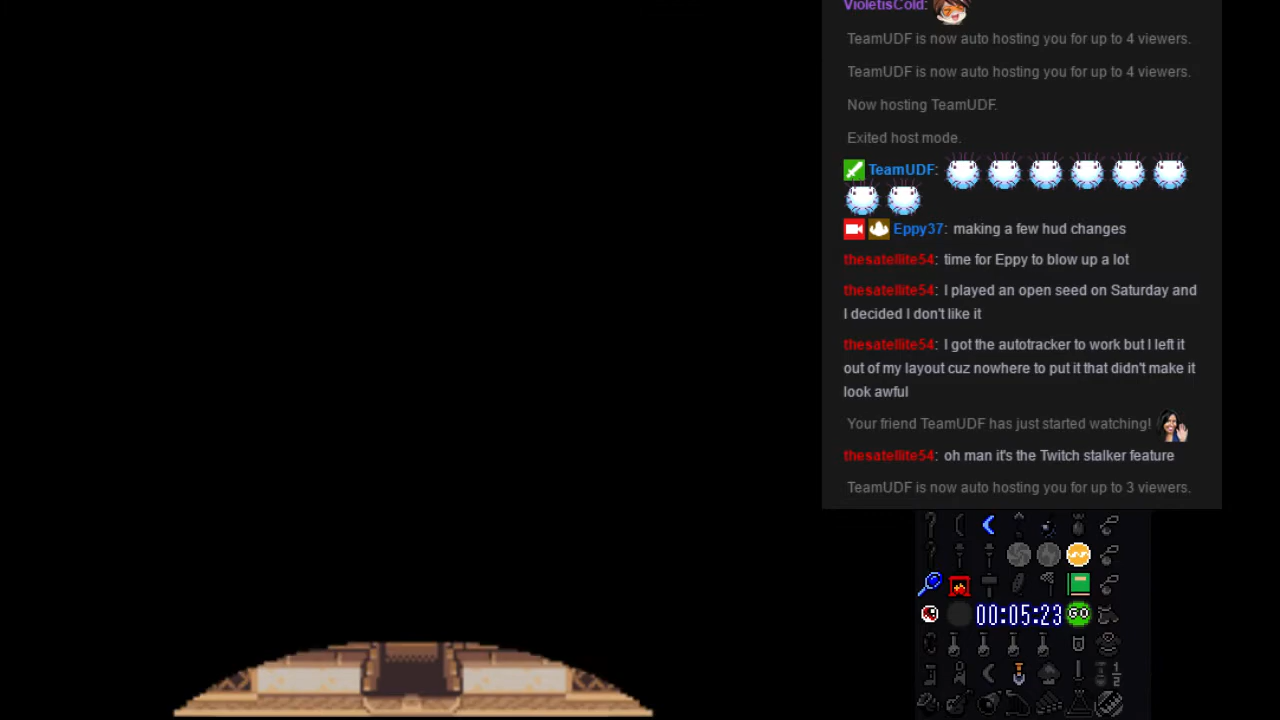 VioletisCold:
TeamUDF is now auto hosting you for up to 4 viewers.
TeamUDF is now auto hosting you for up to 4 viewers.
Now hosting TeamUDF.
Exited host mode.
TeamUDF:
Eppy37: making a few hud changes
thesatellite54: time for Eppy to blow up a lot
thesatellite54: I played an open seed on Saturday and
I decided I don't like it
thesatellite54: I got the autotracker to work but I left it
out of my layout cuz nowhere to put it that didn't make it
look awful
Your friend TeamUDF has just started watching!
thesatellite54: oh man it's the Twitch stalker feature
TeamUDF is now auto hosting you for up to 3 viewers.
00:05:23 GO
1/2